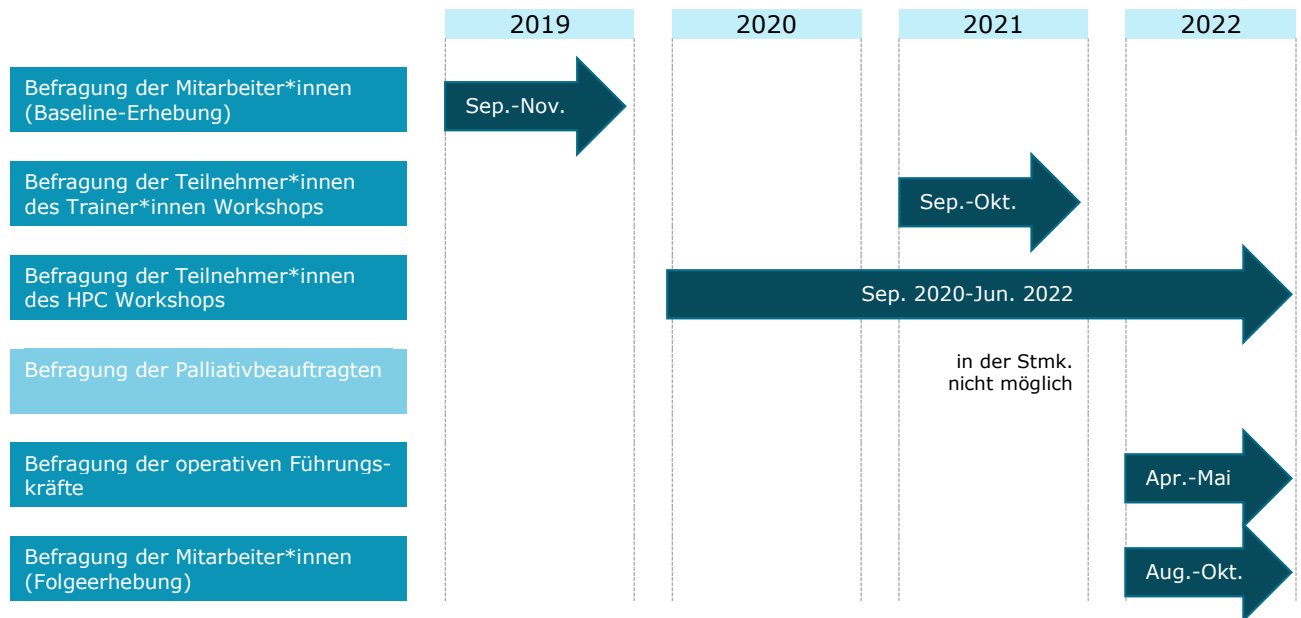 2019
2020
2021
2022
Befragung der Mitarbeiter*innen
(Baseline-Erhebung)
Sep.-Nov.
Befragung der Teilnehmer*innen
des Trainer*innen Workshops
Sep.-Okt.
Befragung der Teilnehmer*innen
des HPC Workshops
Sep. 2020-Jun. 2022
Befragung der Palliativbeauftragten
in der Stmk.
nicht möglich
Befragung der operativen Führungs-
kräfte
Apr.-Mai
Befragung der Mitarbeiter*innen
(Folgeerhebung)
Aug.-Okt.